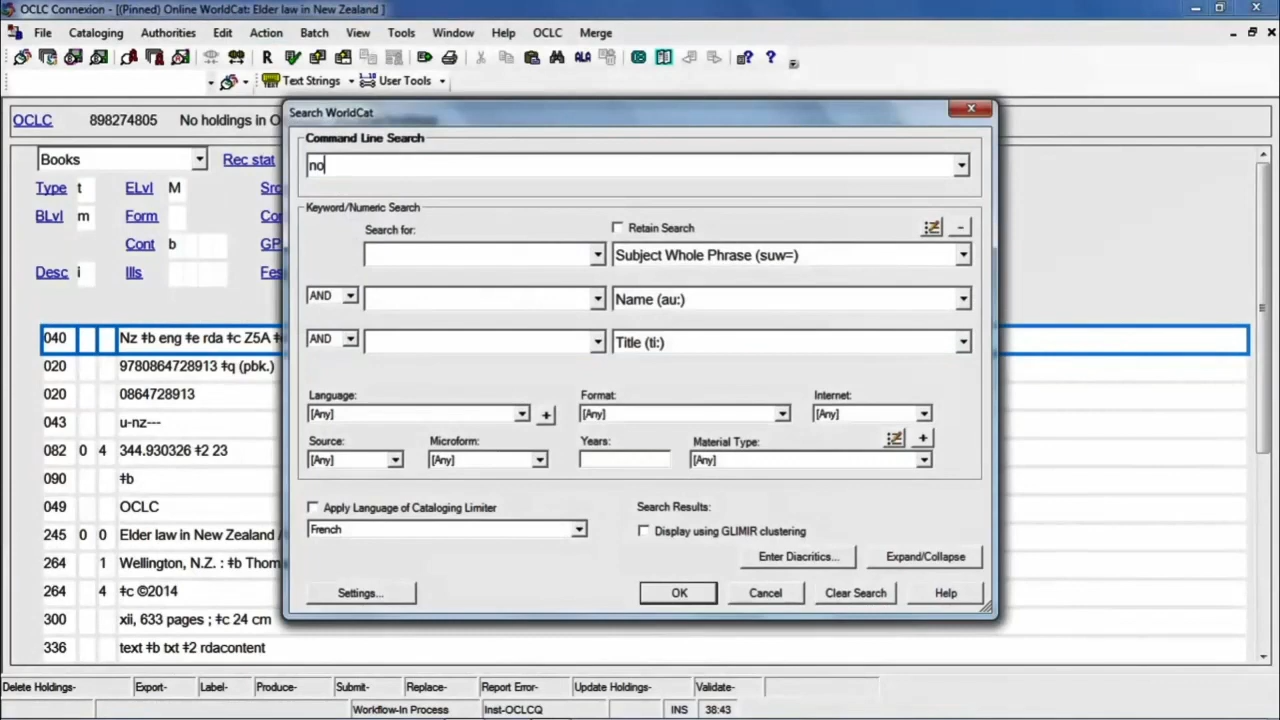 OCLC Connexion - [(Pinned) Online WorldCat: Elder law in New Zealand ]
File Cataloging Authorities Edit Action Batch View Tools Window Help OCLC Merge
R ALA ? ?
Text Strings User Tools
OCLC 898274805 No holdings in O
Books Rec stat
Type t ELvl M Src
BLvl m Form Con
Cont b GP
Desc i Ills Fes
040 Nz ‡b eng ‡e rda ‡c Z5A
020 9780864728913 ‡q (pbk.)
020 0864728913
043 u-nz---
082 0 4 344.930326 ‡2 23
090 ‡b
049 OCLC
245 0 0 Elder law in New Zealand /
264 1 Wellington, N.Z. : ‡b Thom
264 4 ‡c ©2014
300 xii, 633 pages ; ‡c 24 cm
336 text ‡b txt ‡2 rdacontent
Search WorldCat
Command Line Search
no
Keyword/Numeric Search
Search for: Retain Search
Subject Whole Phrase (suw=)
AND Name (au:)
AND Title (ti:)
Language: Format: Internet:
[Any] + [Any] [Any]
Source: Microform: Years: Material Type: +
[Any] [Any] [Any]
Apply Language of Cataloging Limiter Search Results:
French Display using GLIMIR clustering
Enter Diacritics... Expand/Collapse
Settings... OK Cancel Clear Search Help
Delete Holdings- Export- Label- Produce- Submit- Replace- Report Error- Update Holdings- Validate-
Workflow-In Process Inst-OCLCQ INS 38:43